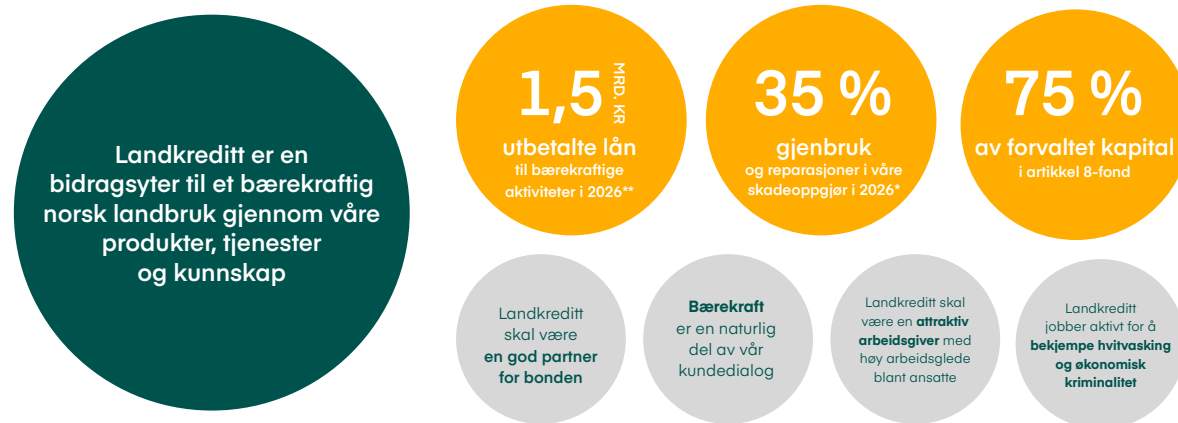 Landkreditt er en
bidragsyter til et bærekraftig
norsk landbruk gjennom våre
produkter, tjenester
og kunnskap
1,5 MRD. KR
utbetalte lån
til bærekraftige
aktiviteter i 2026**
35 %
gjenbruk
og reparasjoner i våre
skadeoppgjør i 2026*
75 %
av forvaltet kapital
i artikkel 8-fond
Landkreditt
skal være
en god partner
for bonden
Bærekraft
er en naturlig
del av vår
kundedialog
Landkreditt skal
være en attraktiv
arbeidsgiver med
høy arbeidsglede
blant ansatte
Landkreditt
jobber aktivt for å
bekjempe hvitvasking
og økonomisk
kriminalitet